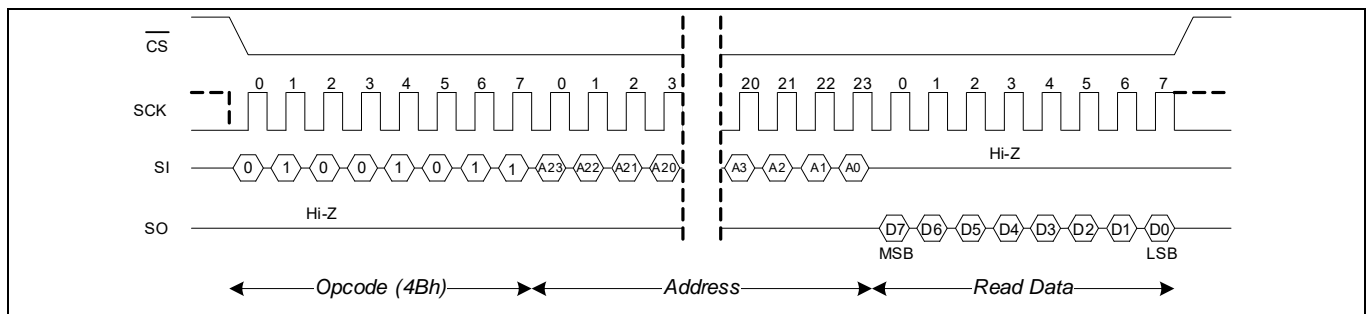 CS
0 1 2 3 4 5 6 7 0 1 2 3 20 21 22 23 0 1 2 3 4 5 6 7
SCK
Hi-Z
SI 0 1 0 0 1 0 1 1 A23 A22 A21 A20 A3 A2 A1 A0
Hi-Z
SO D7 D6 D5 D4 D3 D2 D1 D0
MSB LSB
Opcode (4Bh) Address Read Data